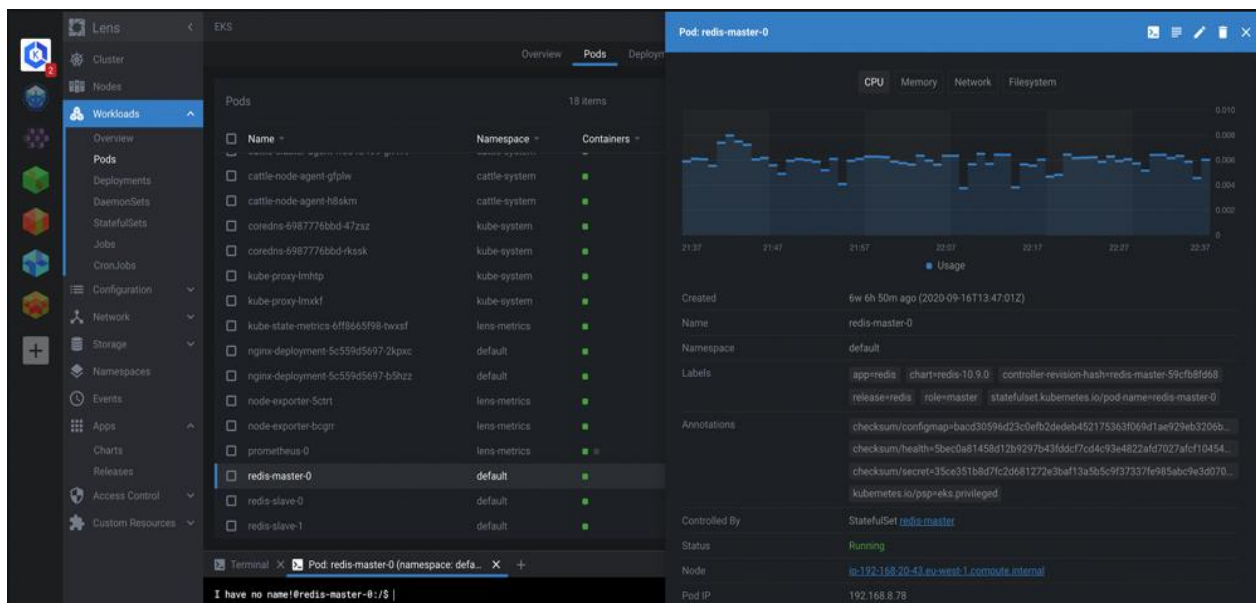 Lens
Cluster
Nodes
Workloads
Overview
Pods
Deployments
DaemonSets
StatefulSets
Jobs
CronJobs
Configuration
Network
Storage
Namespaces
Events
Apps
Charts
Releases
Access Control
Custom Resources
2
EKS
Overview Pods Deploym
Pods 18 items
Name Namespace Containers
cattle-node-agent-gfplw cattle-system
cattle-node-agent-h8skm cattle-system
coredns-6987776bbd-47zsz kube-system
coredns-6987776bbd-rkssk kube-system
kube-proxy-lmhtp kube-system
kube-proxy-lmxkf kube-system
kube-state-metrics-6ff8665f98-twxsf lens-metrics
nginx-deployment-5c559d5697-2kpxc default
nginx-deployment-5c559d5697-b5hzz default
node-exporter-5ctrt lens-metrics
node-exporter-bcgrr lens-metrics
prometheus-0 lens-metrics
redis-master-0 default
redis-slave-0 default
redis-slave-1 default
Terminal Pod: redis-master-0 (namespace: defa...
I have no name!@redis-master-0:/$
Pod: redis-master-0
CPU Memory Network Filesystem
0.010
0.008
0.006
0.004
0.002
0
21:37 21:47 21:57 22:07 22:17 22:27 22:37
Usage
Created 6w 6h 50m ago (2020-09-16T13:47:01Z)
Name redis-master-0
Namespace default
Labels app=redis chart=redis-10.9.0 controller-revision-hash=redis-master-59cfb8fd68
release=redis role=master statefulset.kubernetes.io/pod-name=redis-master-0
Annotations checksum/configmap=bacd30596d23c0efb2dedeb452175363f069d1ae929eb3206b...
checksum/health=5bec0a81458d12b9297b43fddcf7cd4c93e4822afd7027afcf10454...
checksum/secret=35ce351b8d7fc2d681272e3baf13a5b5c9f37337fe985abc9e3d070...
kubernetes.io/psp=eks.privileged
Controlled By StatefulSet redis-master
Status Running
Node ip-192-168-20-43.eu-west-1.compute.internal
Pod IP 192.168.8.78